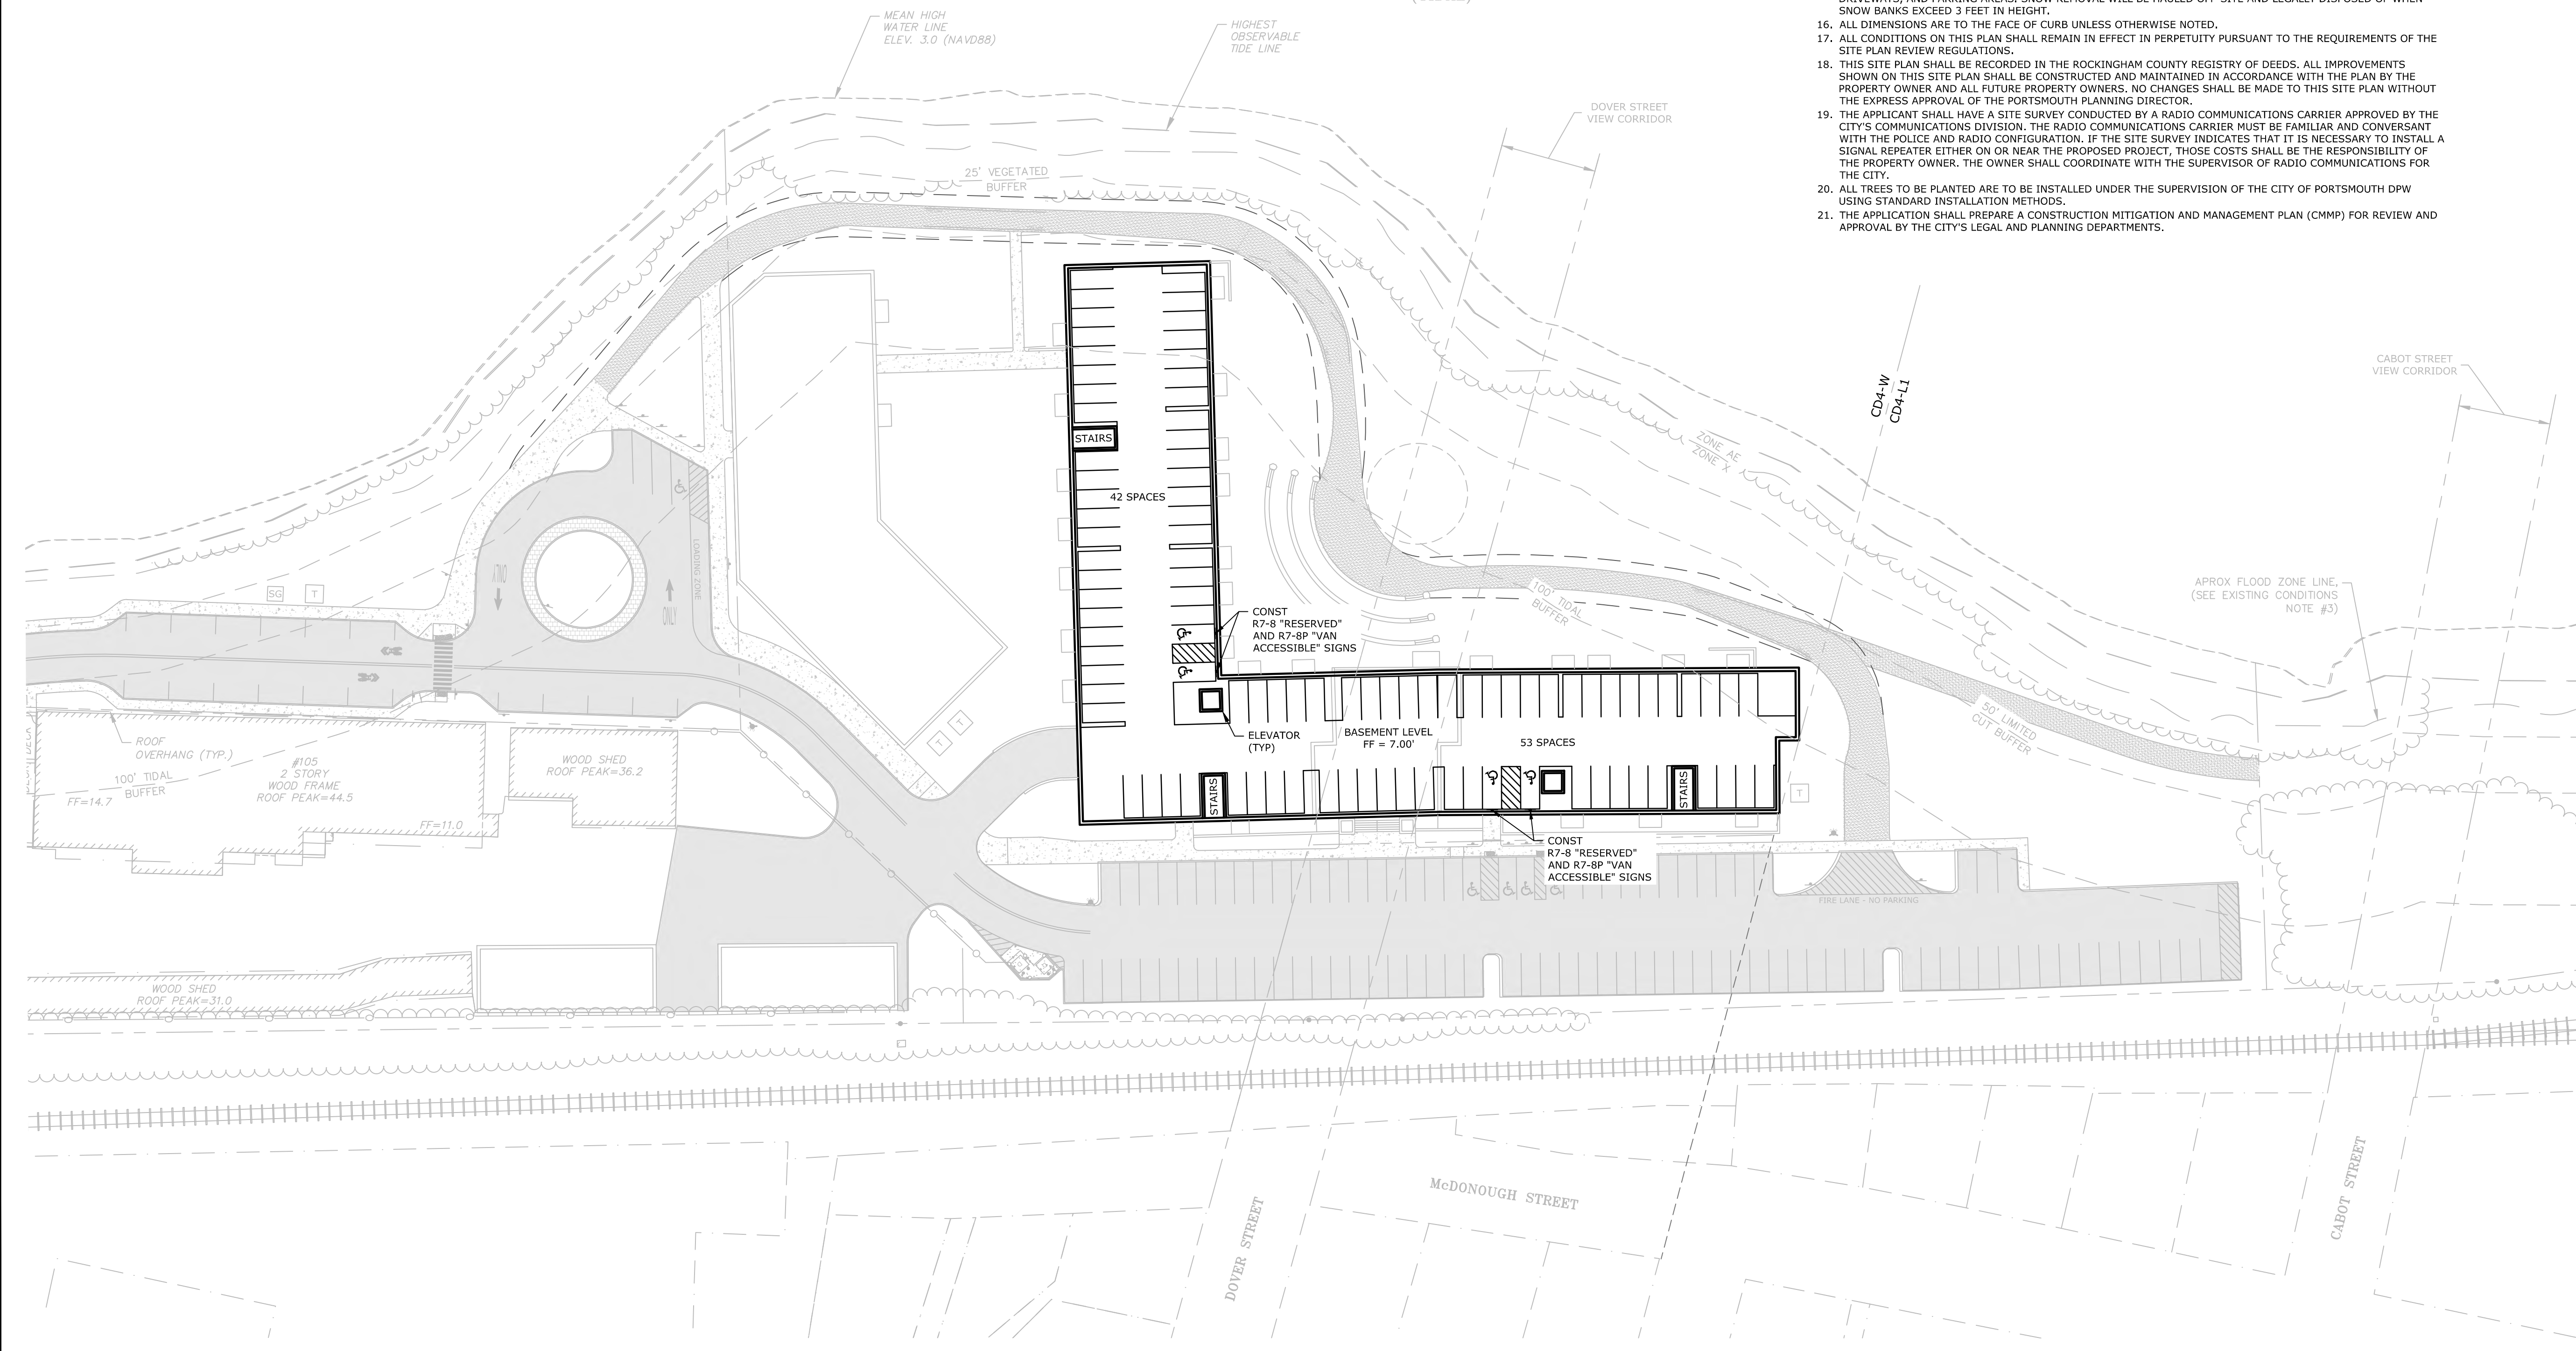 SNOW BANKS EXCEED 3 FEET IN HEIGHT.
16. ALL DIMENSIONS ARE TO THE FACE OF CURB UNLESS OTHERWISE NOTED.
17. ALL CONDITIONS ON THIS PLAN SHALL REMAIN IN EFFECT IN PERPETUITY PURSUANT TO THE REQUIREMENTS OF THE
SITE PLAN REVIEW REGULATIONS.
18. THIS SITE PLAN SHALL BE RECORDED IN THE ROCKINGHAM COUNTY REGISTRY OF DEEDS. ALL IMPROVEMENTS
SHOWN ON THIS SITE PLAN SHALL BE CONSTRUCTED AND MAINTAINED IN ACCORDANCE WITH THE PLAN BY THE
PROPERTY OWNER AND ALL FUTURE PROPERTY OWNERS. NO CHANGES SHALL BE MADE TO THIS SITE PLAN WITHOUT
THE EXPRESS APPROVAL OF THE PORTSMOUTH PLANNING DIRECTOR.
19. THE APPLICANT SHALL HAVE A SITE SURVEY CONDUCTED BY A RADIO COMMUNICATIONS CARRIER APPROVED BY THE
CITY'S COMMUNICATIONS DIVISION. THE RADIO COMMUNICATIONS CARRIER MUST BE FAMILIAR AND CONVERSANT
WITH THE POLICE AND RADIO CONFIGURATION. IF THE SITE SURVEY INDICATES THAT IT IS NECESSARY TO INSTALL A
SIGNAL REPEATER EITHER ON OR NEAR THE PROPOSED PROJECT, THOSE COSTS SHALL BE THE RESPONSIBILITY OF
THE PROPERTY OWNER. THE OWNER SHALL COORDINATE WITH THE SUPERVISOR OF RADIO COMMUNICATIONS FOR
THE CITY.
20. ALL TREES TO BE PLANTED ARE TO BE INSTALLED UNDER THE SUPERVISION OF THE CITY OF PORTSMOUTH DPW
USING STANDARD INSTALLATION METHODS.
21. THE APPLICATION SHALL PREPARE A CONSTRUCTION MITIGATION AND MANAGEMENT PLAN (CMMP) FOR REVIEW AND
APPROVAL BY THE CITY'S LEGAL AND PLANNING DEPARTMENTS.
MEAN HIGH
WATER LINE
ELEV. 3.0 (NAVD88)
HIGHEST
OBSERVABLE
TIDE LINE
DOVER STREET
VIEW CORRIDOR
25' VEGETATED
BUFFER
CABOT STREET
VIEW CORRIDOR
CD4-W
CD4-L1
ZONE AE
ZONE X
STAIRS
42 SPACES
LOADING ZONE
ONLY
ONLY
SG
T
100' TIDAL
BUFFER
APROX FLOOD ZONE LINE,
(SEE EXISTING CONDITIONS
NOTE #3)
CONST
R7-8 "RESERVED"
AND R7-8P "VAN
ACCESSIBLE" SIGNS
50' LIMITED
CUT BUFFER
T
T
ELEVATOR
(TYP)
BASEMENT LEVEL
FF = 7.00'
53 SPACES
ROOF
OVERHANG (TYP.)
#105
2 STORY
WOOD FRAME
ROOF PEAK=44.5
100' TIDAL
BUFFER
FF=14.7
FF=11.0
WOOD SHED
ROOF PEAK=36.2
STAIRS
STAIRS
T
CONST
R7-8 "RESERVED"
AND R7-8P "VAN
ACCESSIBLE" SIGNS
FIRE LANE - NO PARKING
WOOD SHED
ROOF PEAK=31.0
McDONOUGH STREET
DOVER STREET
CABOT STREET